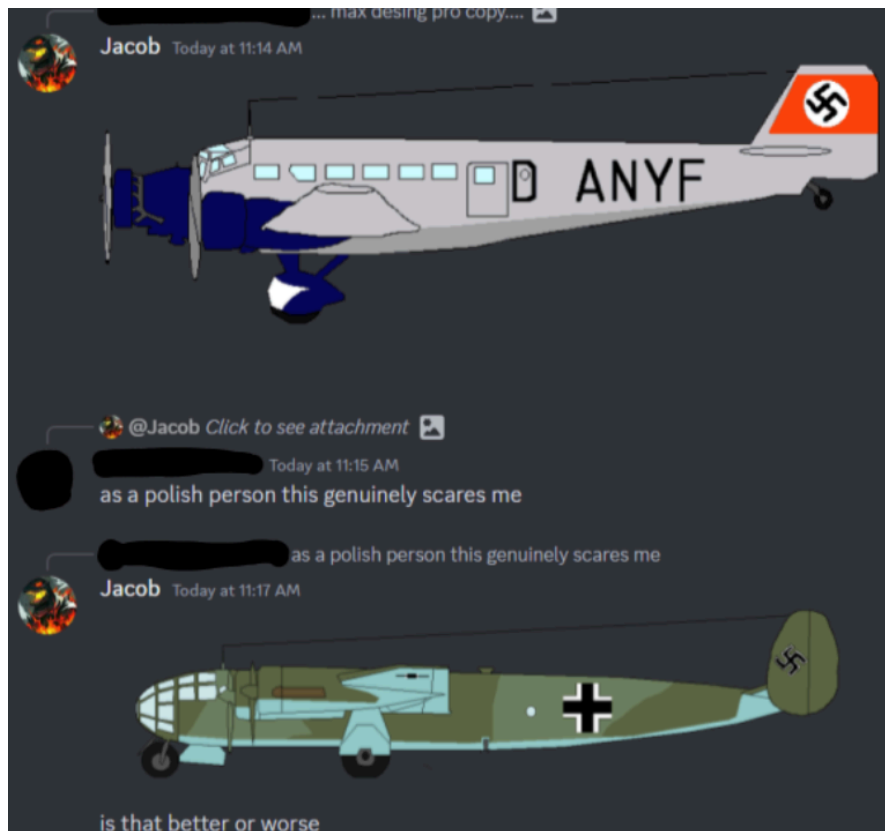 ... max desing pro copy....
Jacob Today at 11:14 AM
D ANYF
@Jacob Click to see attachment
Today at 11:15 AM
as a polish person this genuinely scares me
as a polish person this genuinely scares me
Jacob Today at 11:17 AM
is that better or worse